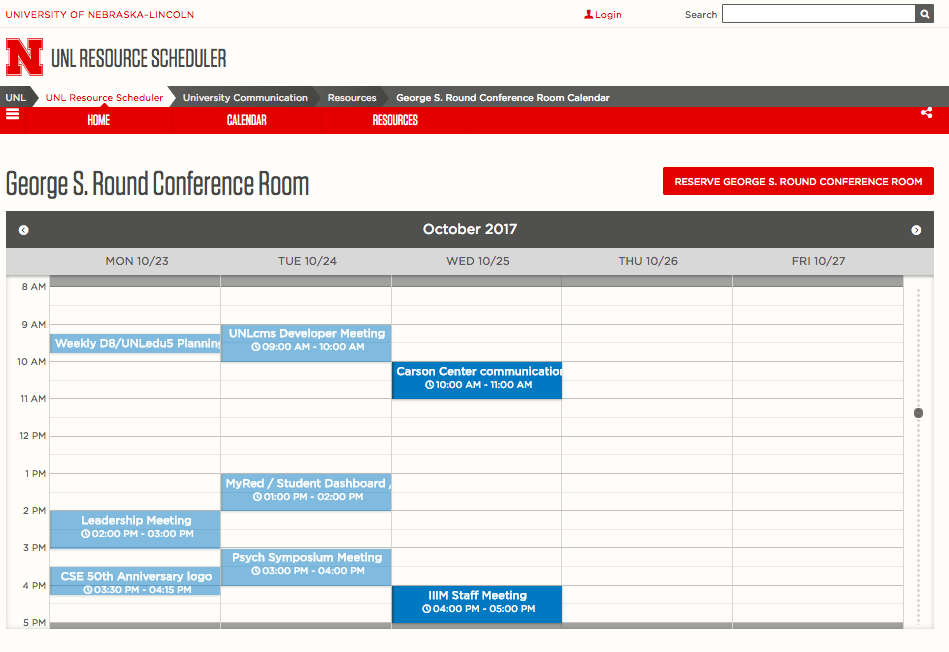 UNIVERSITY OF NEBRASKA–LINCOLN
Login
Search
N
UNL RESOURCE SCHEDULER
UNL
UNL Resource Scheduler
University Communication
Resources
George S. Round Conference Room Calendar
HOME
CALENDAR
RESOURCES
George S. Round Conference Room
RESERVE GEORGE S. ROUND CONFERENCE ROOM
October 2017
MON 10/23
TUE 10/24
WED 10/25
THU 10/26
FRI 10/27
8 AM
9 AM
10 AM
11 AM
12 PM
1 PM
2 PM
3 PM
4 PM
5 PM
Weekly D8/UNLedu5 Planning
Leadership Meeting
02:00 PM - 03:00 PM
CSE 50th Anniversary logo
03:30 PM - 04:15 PM
UNLcms Developer Meeting
09:00 AM - 10:00 AM
MyRed / Student Dashboard /
01:00 PM - 02:00 PM
Psych Symposium Meeting
03:00 PM - 04:00 PM
Carson Center communication
10:00 AM - 11:00 AM
IIIM Staff Meeting
04:00 PM - 05:00 PM